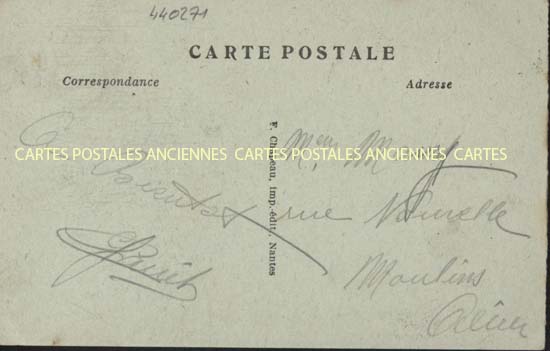 440271
CARTE POSTALE
Correspondance
Adresse
CARTES POSTALES ANCIENNES CARTES POSTALES ANCIENNES CARTES
A Bientot
F. Chapeau, imp.-édit., Nantes
rue Nouvelle
Moulins
Allier